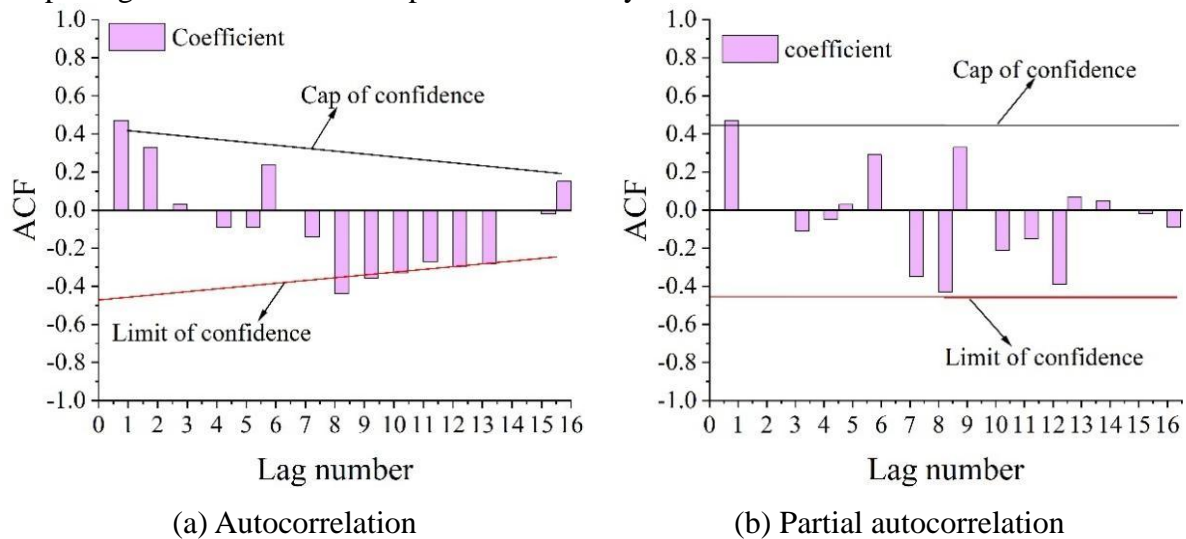 1.0
0.8
0.6
0.4
0.2
0.0
-0.2
-0.4
-0.6
-0.8
-1.0
ACF
Coefficient
Cap of confidence
Limit of confidence
0 1 2 3 4 5 6 7 8 9 10 11 12 13 15 16
Lag number
(a) Autocorrelation
1.0
0.8
0.6
0.4
0.2
0.0
-0.2
-0.4
-0.6
-0.8
-1.0
ACF
coefficient
Cap of confidence
Limit of confidence
0 1 2 3 4 5 6 7 8 9 10 11 12 13 14 15 16
Lag number
(b) Partial autocorrelation